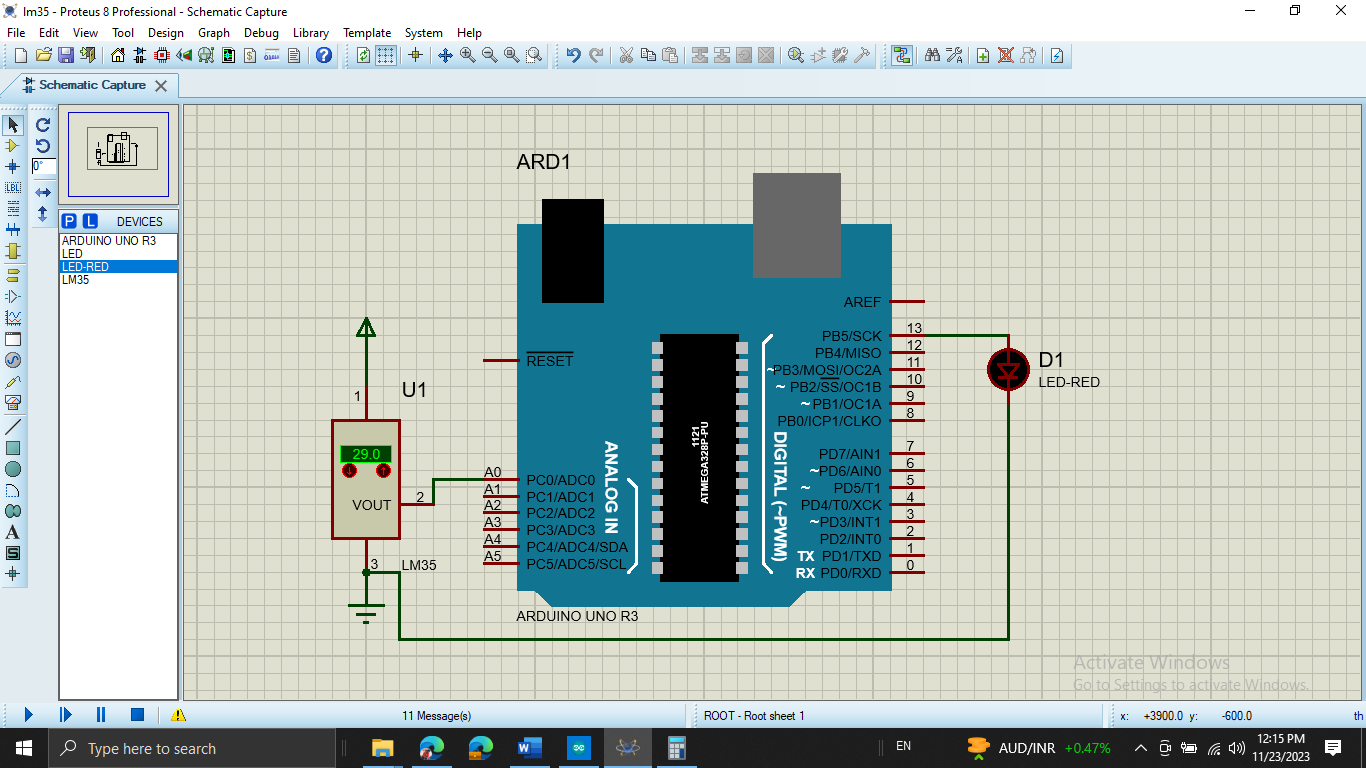 lm35 - Proteus 8 Professional - Schematic Capture
File Edit View Tool Design Graph Debug Library Template System Help
Schematic Capture
0°
LBL
P L DEVICES
ARDUINO UNO R3
LED
LED-RED
LM35
A
S
ARD1
AREF
RESET
13 PB5/SCK
12 PB4/MISO
11 ~PB3/MOSI/OC2A
10 ~ PB2/SS/OC1B
9 ~ PB1/OC1A
8 PB0/ICP1/CLKO
7 PD7/AIN1
6 ~PD6/AIN0
5 ~ PD5/T1
4 PD4/T0/XCK
3 ~PD3/INT1
2 PD2/INT0
1 TX PD1/TXD
0 RX PD0/RXD
DIGITAL (~PWM)
1121
ATMEGA328P-PU
ANALOG IN
A0 PC0/ADC0
A1 PC1/ADC1
A2 PC2/ADC2
A3 PC3/ADC3
A4 PC4/ADC4/SDA
A5 PC5/ADC5/SCL
ARDUINO UNO R3
U1
1
29.0
VOUT
2
3
LM35
D1
LED-RED
Activate Windows
Go to Settings to activate Windows.
11 Message(s)
ROOT - Root sheet 1
x: +3900.0 y: -600.0 th
Type here to search
EN
AUD/INR +0.47%
12:15 PM
11/23/2023